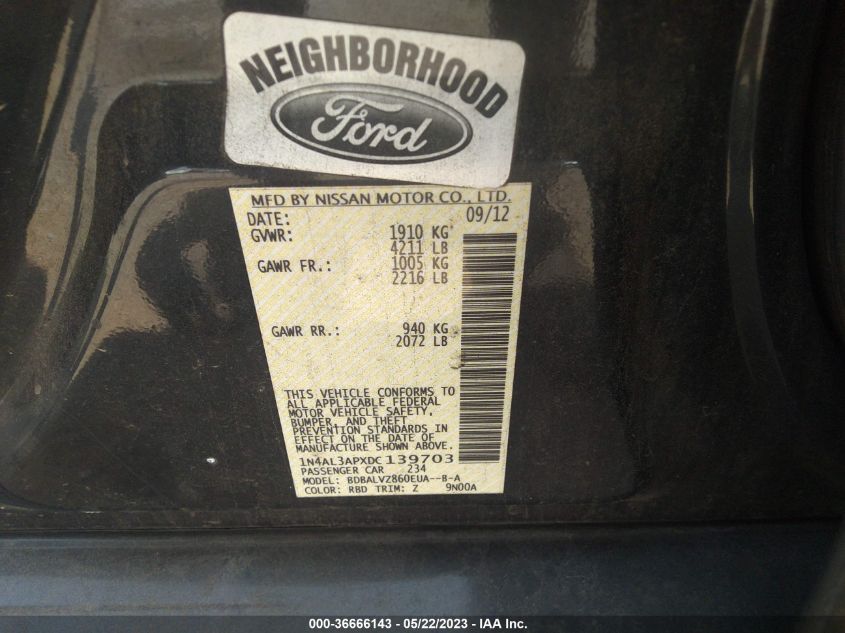 NEIGHBORHOOD
Ford
MFD BY NISSAN MOTOR CO., LTD.
DATE: 09/12
GVWR: 1910 KG
4211 LB
GAWR FR.: 1005 KG
2216 LB
GAWR RR.: 940 KG
2072 LB
THIS VEHICLE CONFORMS TO
ALL APPLICABLE FEDERAL
MOTOR VEHICLE SAFETY,
BUMPER, AND THEFT
PREVENTION STANDARDS IN
EFFECT ON THE DATE OF
MANUFACTURE SHOWN ABOVE.
1N4AL3APXDC 139703
PASSENGER CAR 234
MODEL: BDBALVZ860EUA--B-A
COLOR: RBD TRIM: Z 9N00A
000-36666143 - 05/22/2023 - IAA Inc.